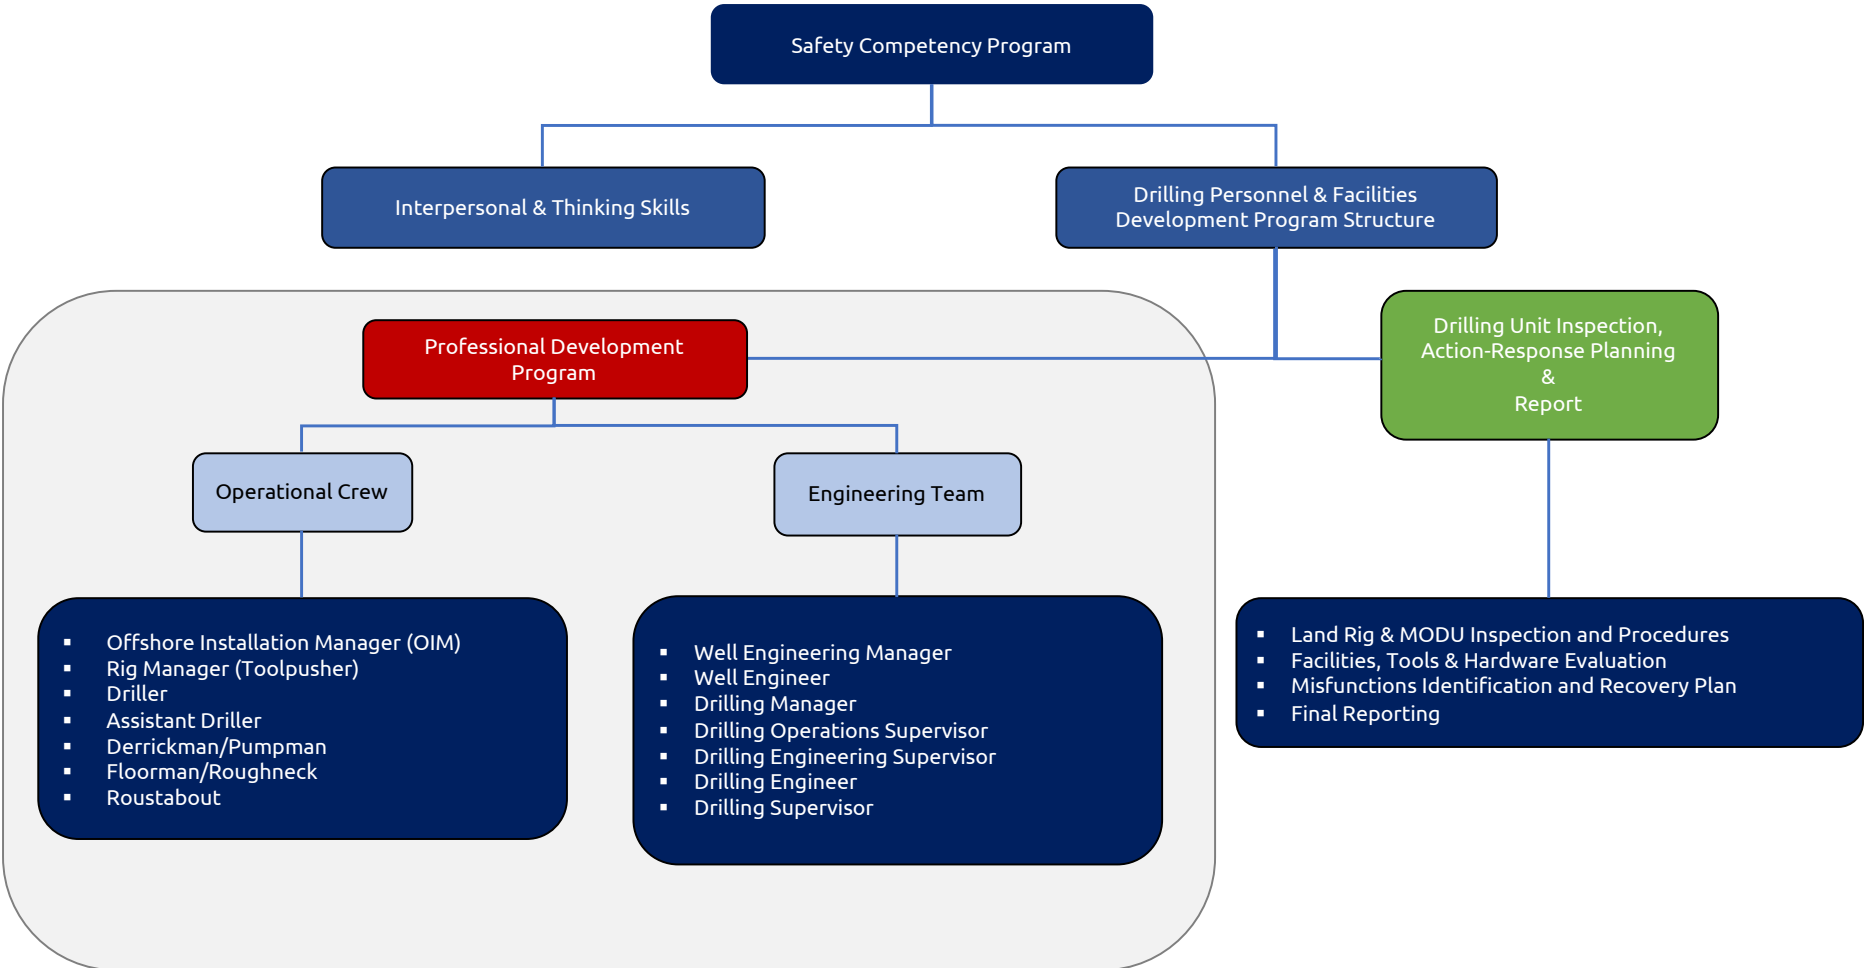 Safety Competency Program
Interpersonal & Thinking Skills
Drilling Personnel & Facilities
Development Program Structure
Professional Development
Program
Drilling Unit Inspection,
Action-Response Planning
&
Report
Operational Crew
Engineering Team
▪ Offshore Installation Manager (OIM)
▪ Rig Manager (Toolpusher)
▪ Driller
▪ Assistant Driller
▪ Derrickman/Pumpman
▪ Floorman/Roughneck
▪ Roustabout
▪ Well Engineering Manager
▪ Well Engineer
▪ Drilling Manager
▪ Drilling Operations Supervisor
▪ Drilling Engineering Supervisor
▪ Drilling Engineer
▪ Drilling Supervisor
▪ Land Rig & MODU Inspection and Procedures
▪ Facilities, Tools & Hardware Evaluation
▪ Misfunctions Identification and Recovery Plan
▪ Final Reporting